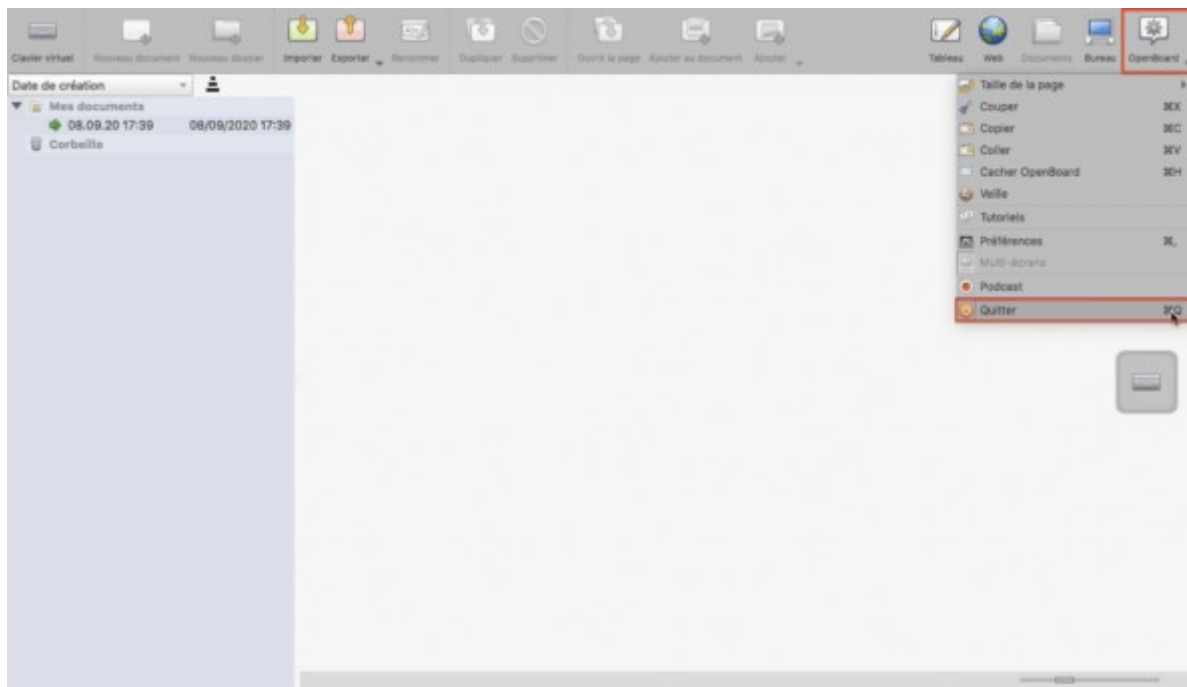 Clavier virtuel Nouveau document Nouveau dossier Importer Exporter Renommer Dupliquer Supprimer Ouvrir la page Ajouter au document Ajouter Tableau Web Documents Bureau OpenBoard
Date de création
Mes documents
08.09.20 17:39 08/09/2020 17:39
Corbeille
Taille de la page
Couper ⌘X
Copier ⌘C
Coller ⌘V
Cacher OpenBoard ⌘H
Veille
Tutoriels
Préférences ⌘,
Multi-écrans
Podcast
Quitter ⌘Q